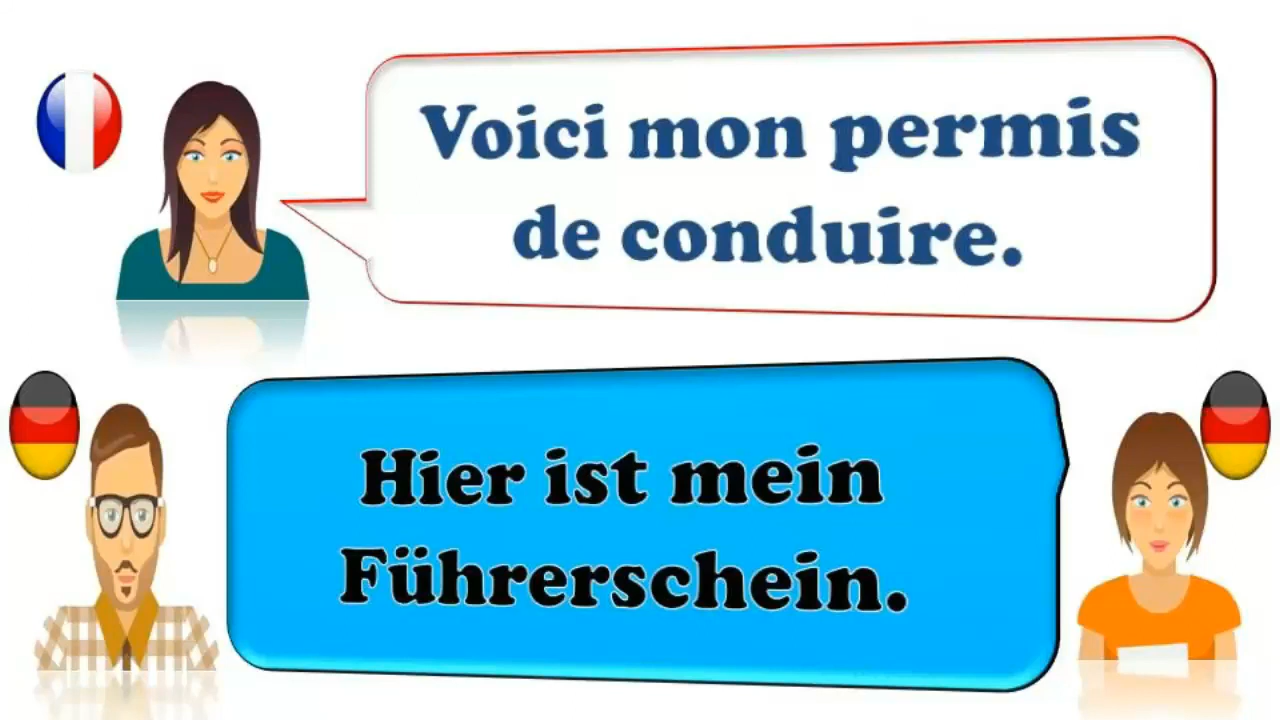 Voici mon permis
de conduire.
Hier ist mein
Führerschein.